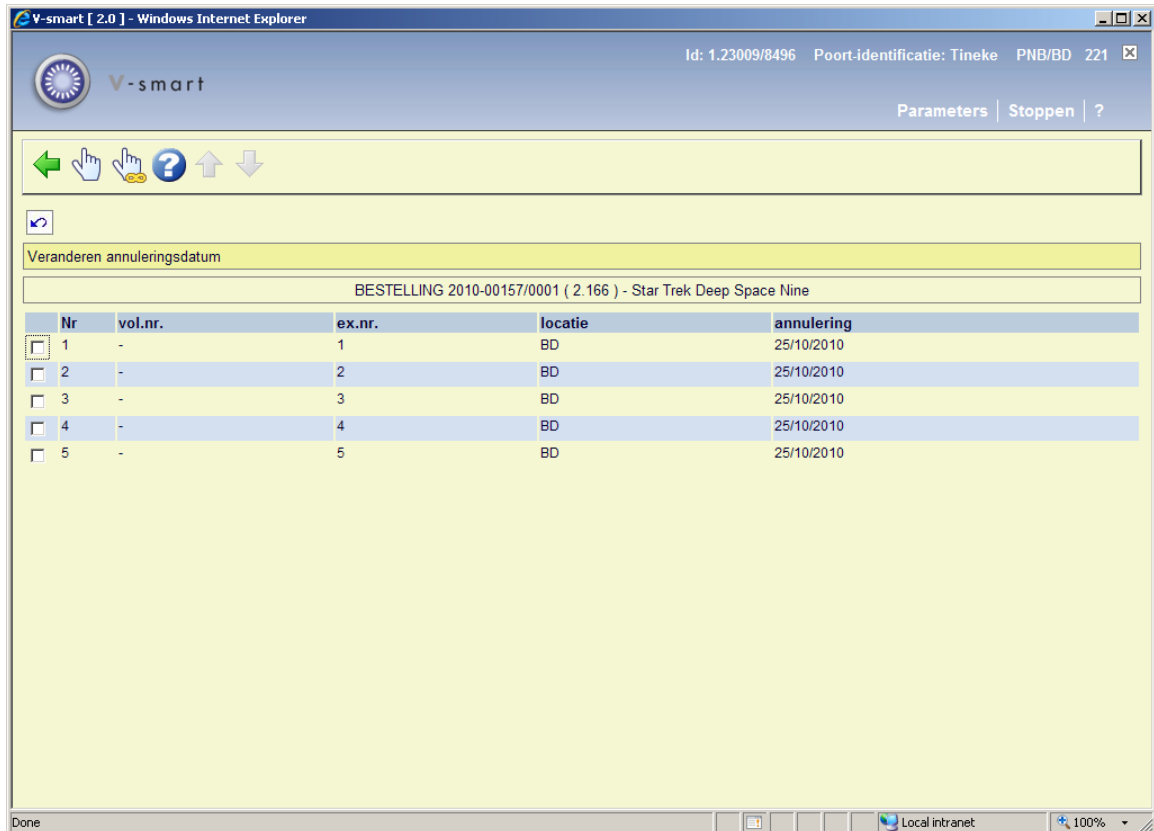 V-smart [ 2.0 ] - Windows Internet Explorer
Id: 1.23009/8496 Poort-identificatie: Tineke PNB/BD 221
V-smart
Parameters | Stoppen | ?
Veranderen annuleringsdatum
BESTELLING 2010-00157/0001 ( 2.166 ) - Star Trek Deep Space Nine
Nr vol.nr. ex.nr. locatie annulering
1 - 1 BD 25/10/2010
2 - 2 BD 25/10/2010
3 - 3 BD 25/10/2010
4 - 4 BD 25/10/2010
5 - 5 BD 25/10/2010
Done Local intranet 100%